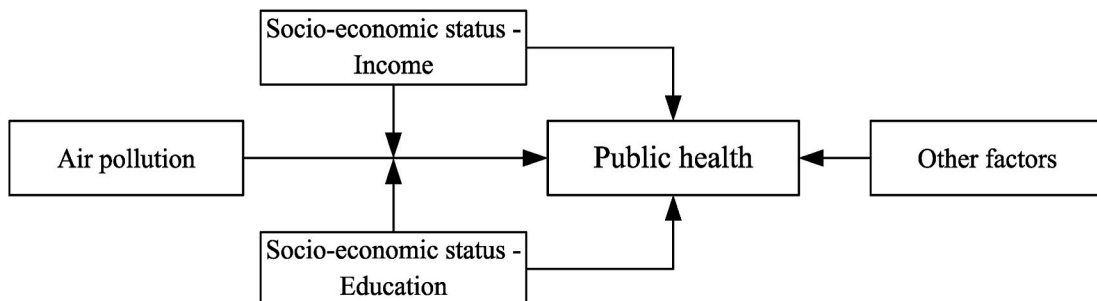 Socio-economic status -
Income
Air pollution
Public health
Other factors
Socio-economic status -
Education